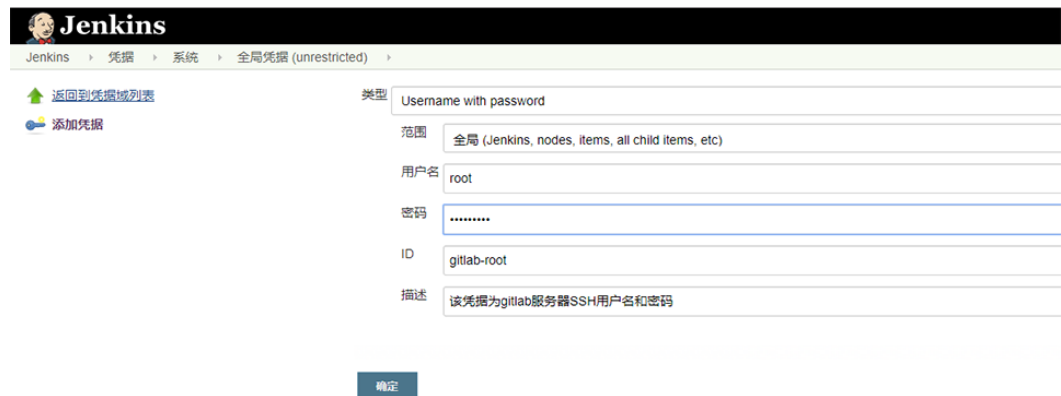 Jenkins
Jenkins 凭据 系统 全局凭据 (unrestricted)
返回到凭据域列表
添加凭据
类型 Username with password
范围 全局 (Jenkins, nodes, items, all child items, etc)
用户名 root
密码 •••••••••
ID gitlab-root
描述 该凭据为gitlab服务器SSH用户名和密码
确定